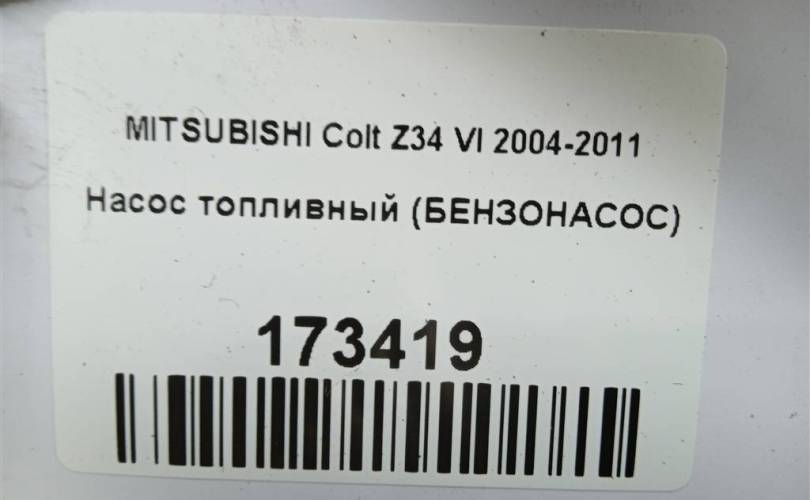 MITSUBISHI Colt Z34 VI 2004-2011
Насос топливный (БЕНЗОНАСОС)
173419